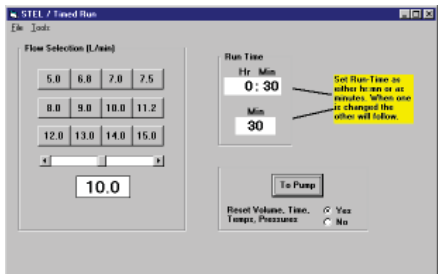 STEL / Timed Run
File Tools
Flow Selection (L/min)
5.0 6.8 7.0 7.5
8.0 9.0 10.0 11.2
12.0 13.0 14.0 15.0
10.0
Run Time
Hr Min
0 : 30
Min
30
Set Run-Time as
either hr:mn or as
minutes. When one
is changed the
other will follow.
To Pump
Reset Volume, Time,
Temps, Pressures
Yes
No